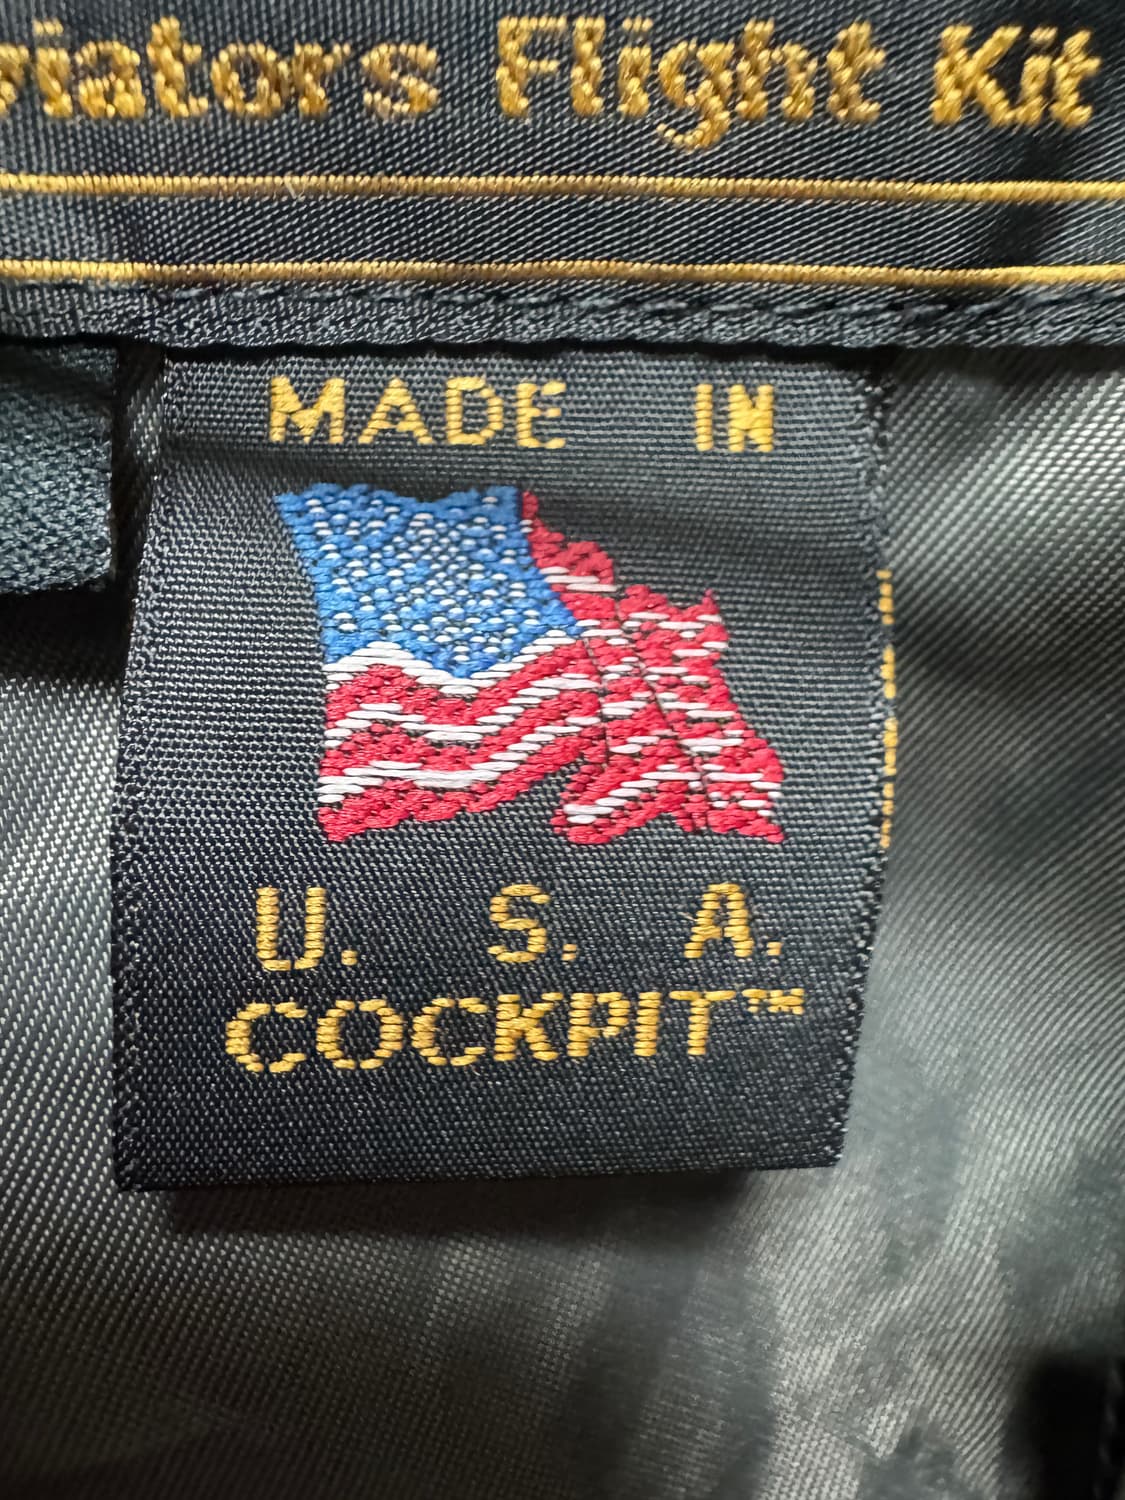 viators Flight Kit
MADE IN
U. S. A.
COCKPIT™